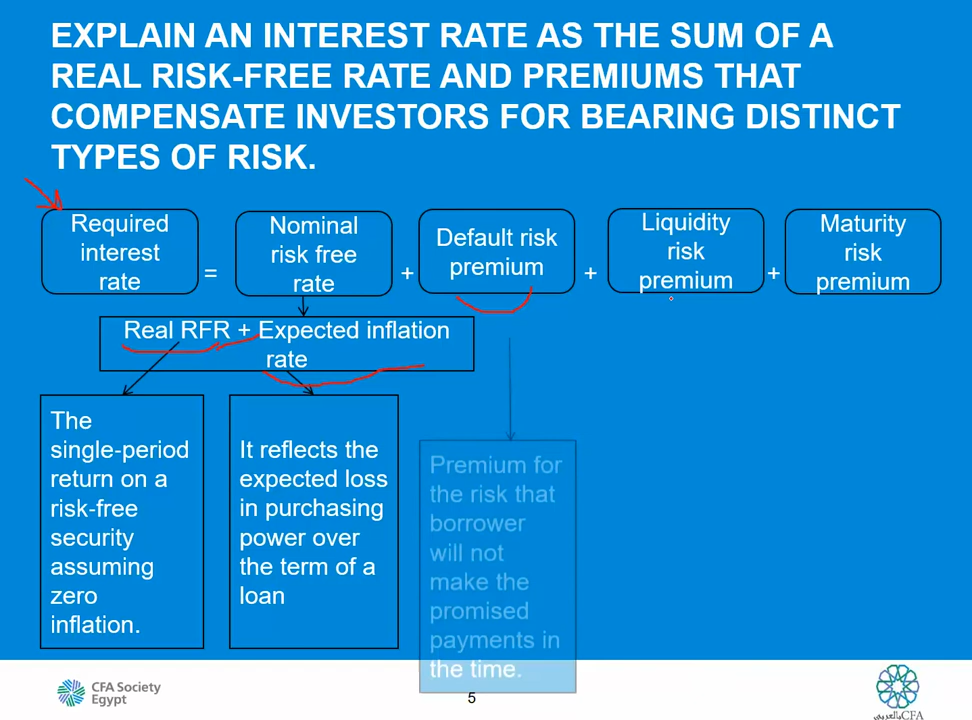 EXPLAIN AN INTEREST RATE AS THE SUM OF A
REAL RISK-FREE RATE AND PREMIUMS THAT
COMPENSATE INVESTORS FOR BEARING DISTINCT
TYPES OF RISK.
Required
interest
rate
=
Nominal
risk free
rate
+
Default risk
premium
+
Liquidity
risk
premium
+
Maturity
risk
premium
Real RFR + Expected inflation
rate
The
single-period
return on a
risk-free
security
assuming
zero
inflation.
It reflects the
expected loss
in purchasing
power over
the term of a
loan
Premium for
the risk that
borrower
will not
make the
promised
payments in
the time.
CFA Society
Egypt
5
CFA بالعربي